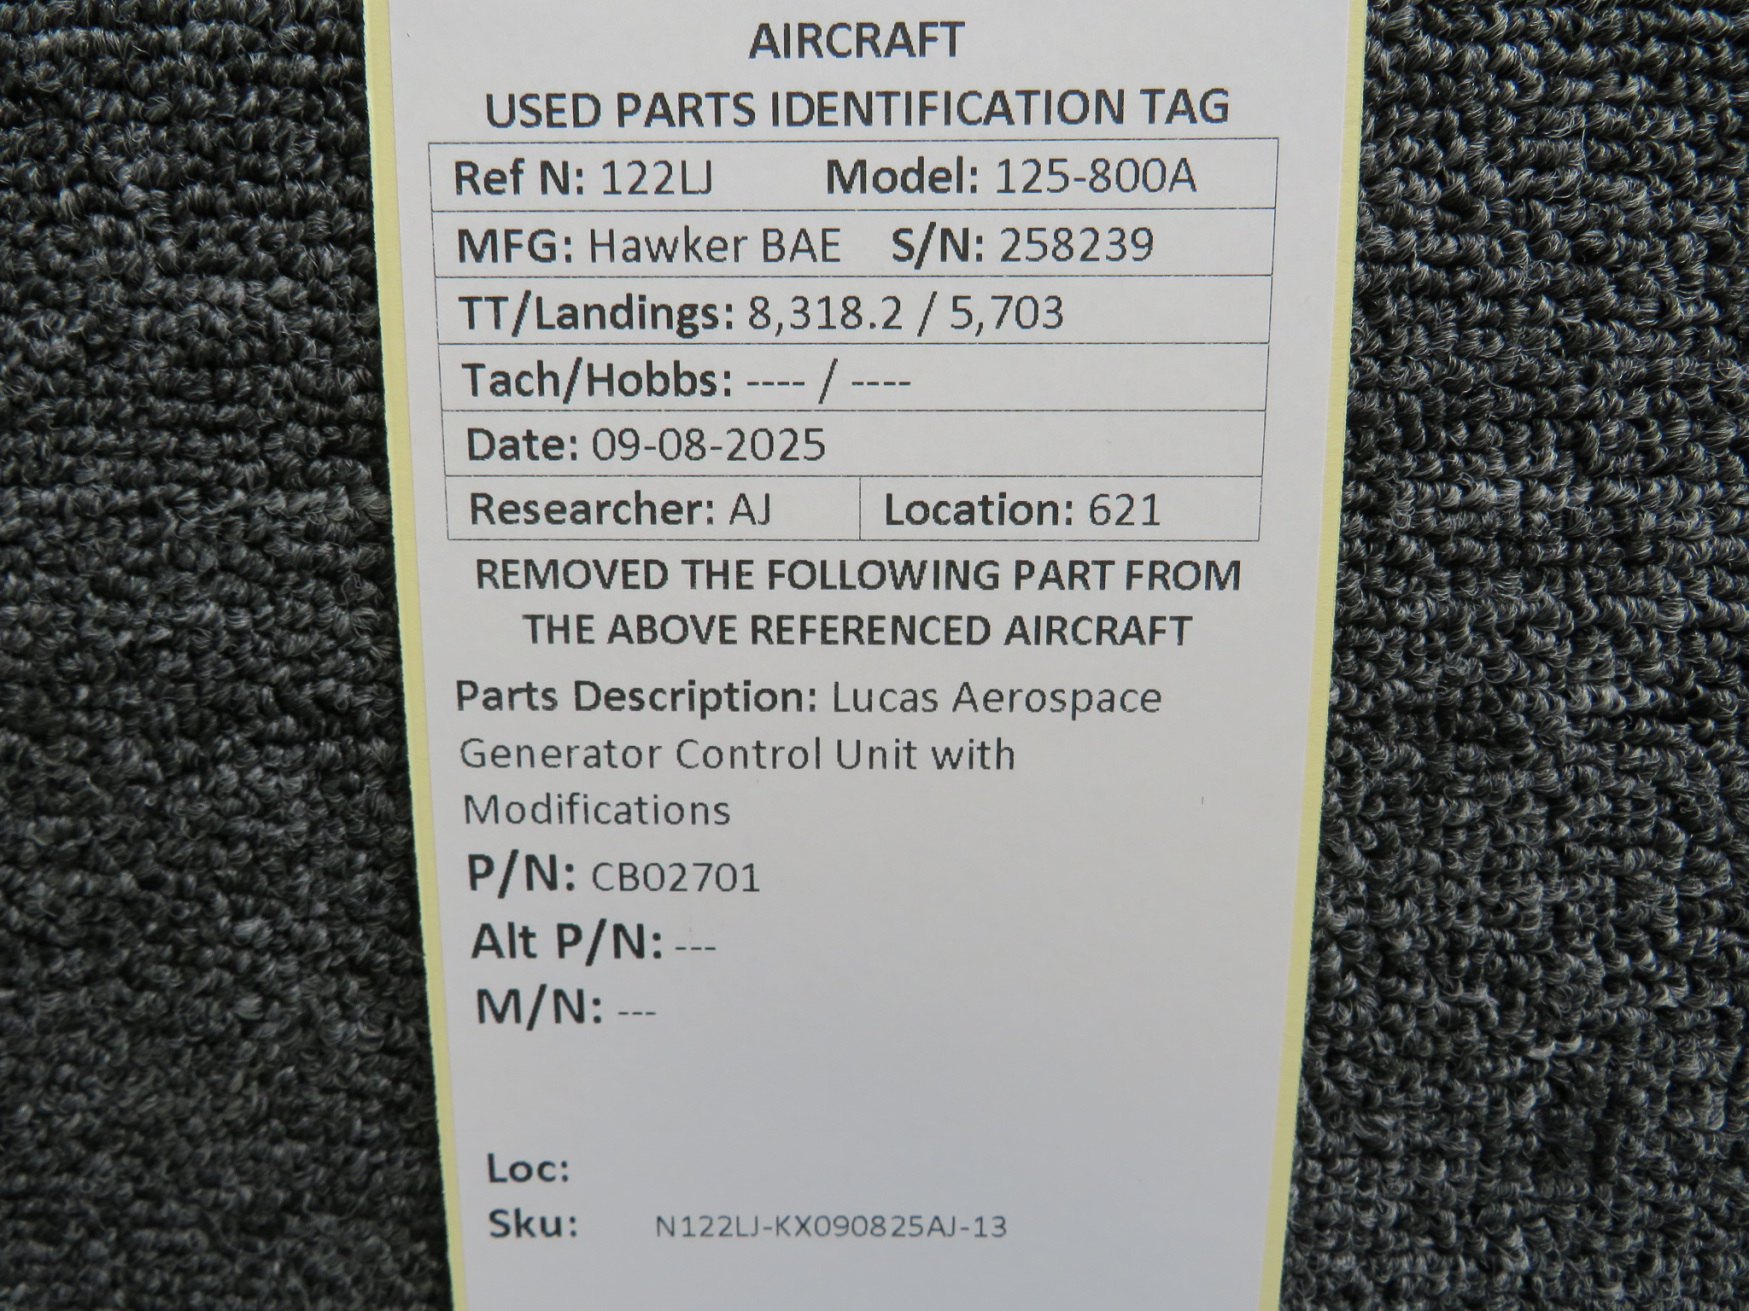 AIRCRAFT
USED PARTS IDENTIFICATION TAG
Ref N: 122LJ Model: 125-800A
MFG: Hawker BAE S/N: 258239
TT/Landings: 8,318.2 / 5,703
Tach/Hobbs: ---- / ----
Date: 09-08-2025
Researcher: AJ Location: 621
REMOVED THE FOLLOWING PART FROM
THE ABOVE REFERENCED AIRCRAFT
Parts Description: Lucas Aerospace
Generator Control Unit with
Modifications
P/N: CB02701
Alt P/N: ---
M/N: ---
Loc:
Sku: N122LJ-KX090825AJ-13